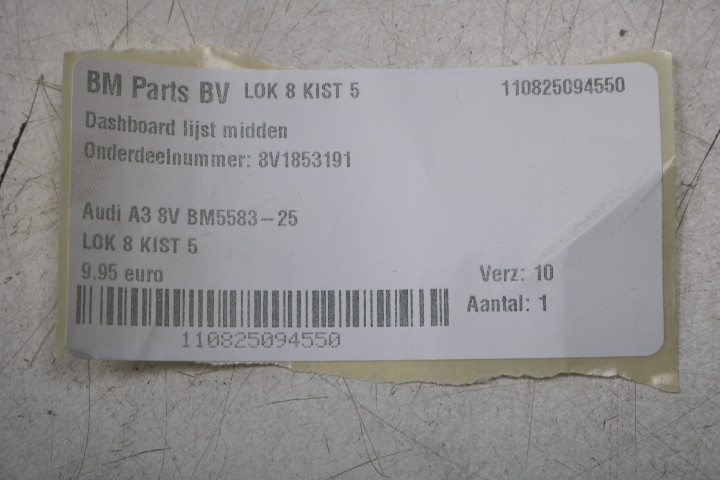 BM Parts BV LOK 8 KIST 5 110825094550
Dashboard lijst midden
Onderdeelnummer: 8V1853191
Audi A3 8V BM5583-25
LOK 8 KIST 5
9.95 euro Verz: 10
Aantal: 1
110825094550